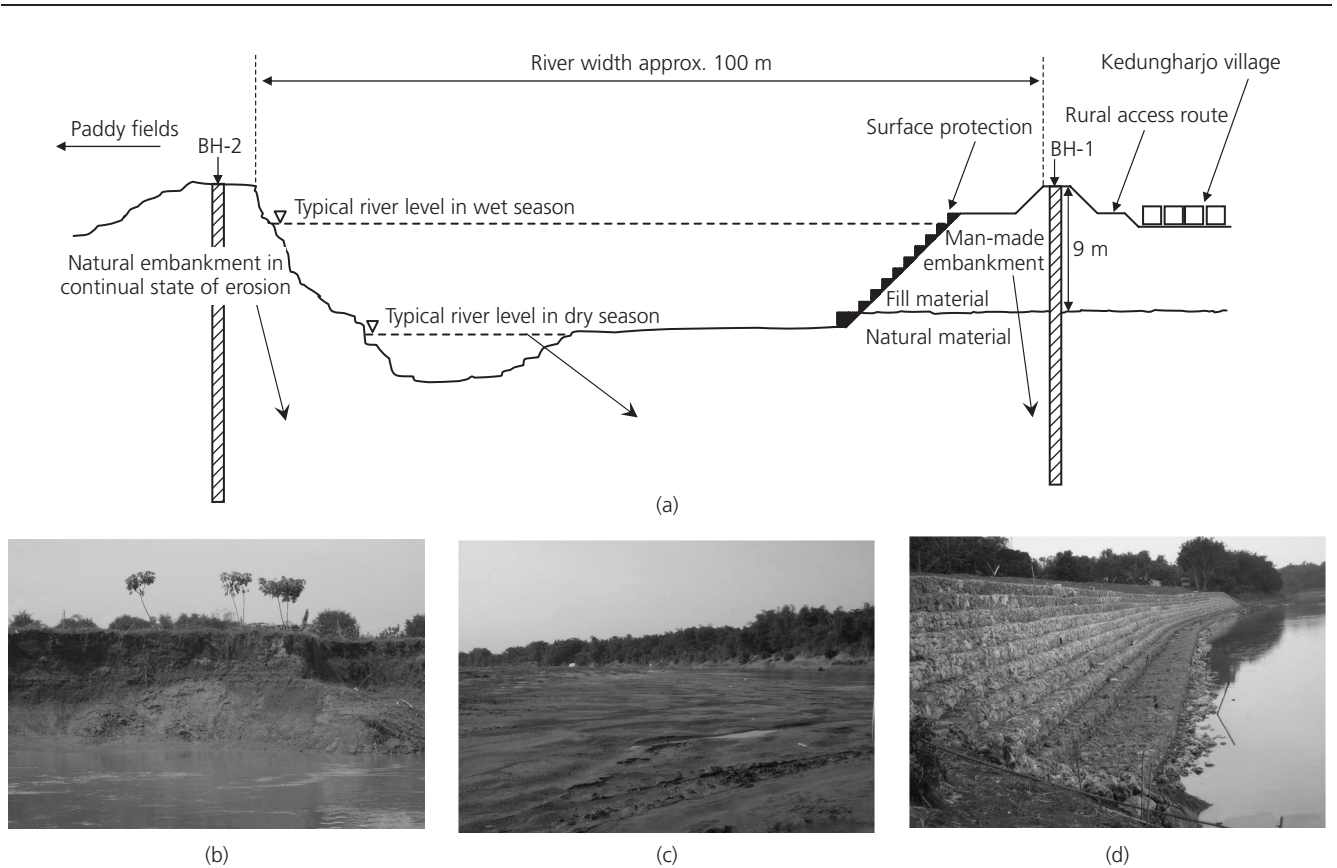 River width approx. 100 m
Kedungharjo village
Rural access route
Surface protection
Paddy fields
BH-2
BH-1
Typical river level in wet season
Man-made
embankment
9 m
Natural embankment in
continual state of erosion
Fill material
Typical river level in dry season
Natural material
(a)
(b)
(c)
(d)